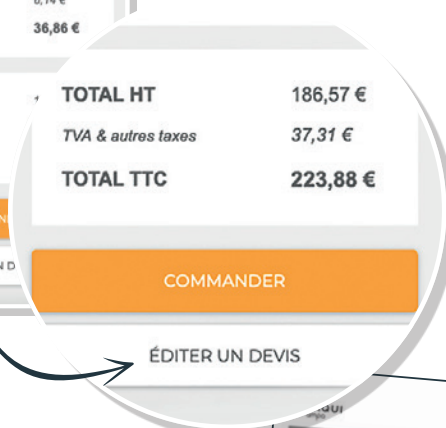 36,86 €
TOTAL HT 186,57 €
TVA & autres taxes 37,31 €
TOTAL TTC 223,88 €
COMMANDER
ÉDITER UN DEVIS